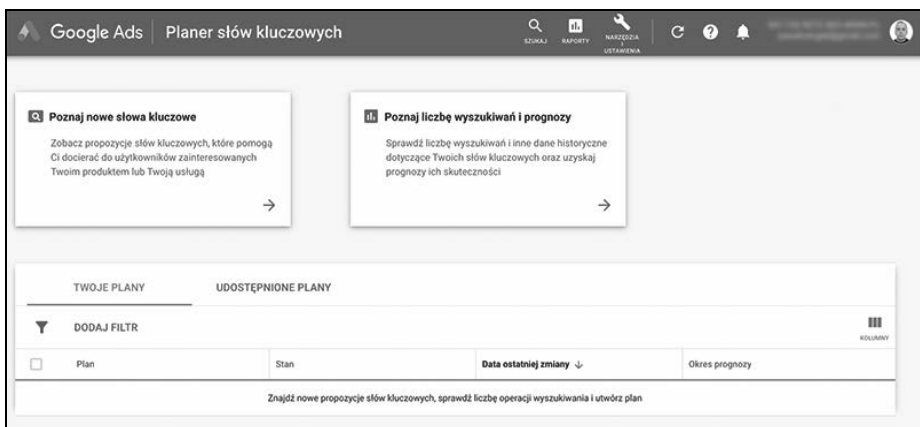 Google Ads Planer słów kluczowych
SZUKAJ
RAPORTY
NARZĘDZIA
I
USTAWIENIA
Poznaj nowe słowa kluczowe
Zobacz propozycje słów kluczowych, które pomogą
Ci docierać do użytkowników zainteresowanych
Twoim produktem lub Twoją usługą
Poznaj liczbę wyszukiwań i prognozy
Sprawdź liczbę wyszukiwań i inne dane historyczne
dotyczące Twoich słów kluczowych oraz uzyskaj
prognozy ich skuteczności
TWOJE PLANY UDOSTĘPNIONE PLANY
DODAJ FILTR
KOLUMNY
Plan Stan Data ostatniej zmiany Okres prognozy
Znajdź nowe propozycje słów kluczowych, sprawdź liczbę operacji wyszukiwania i utwórz plan